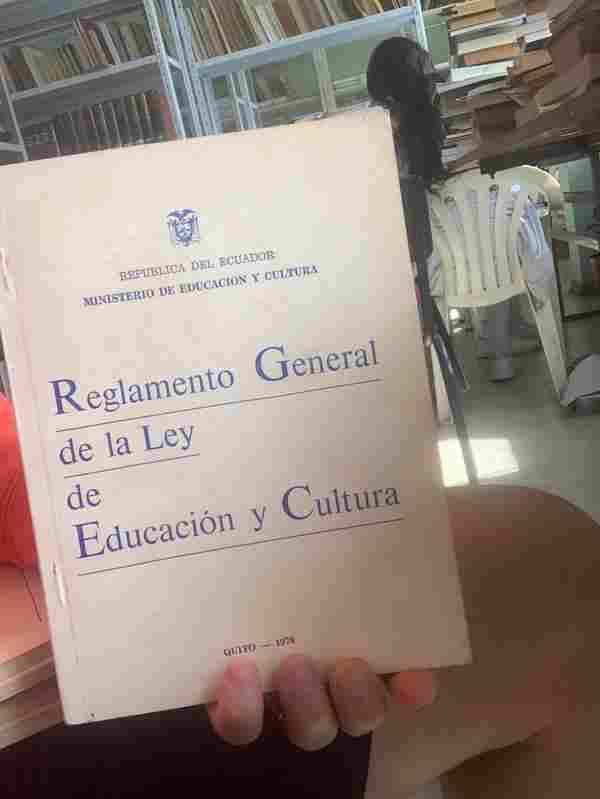 REPUBLICA DEL ECUADOR
MINISTERIO DE EDUCACION Y CULTURA
Reglamento General
de la Ley
de
Educación y Cultura
QUITO — 1978